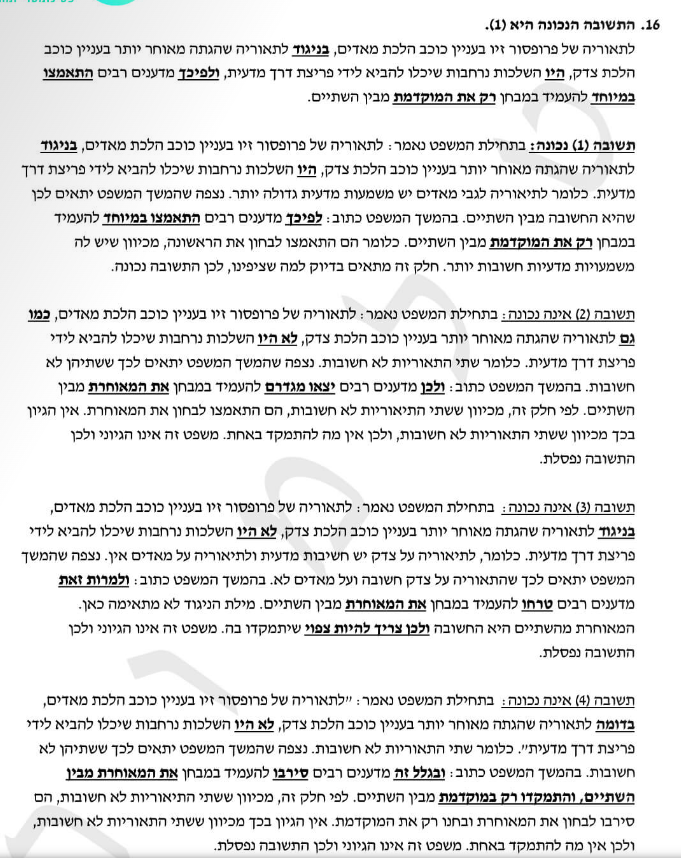 16. התשובה הנכונה היא (1).
לתאוריה של פרופסור זיו בעניין כוכב הלכת מאדים, בניגוד לתאוריה שהגתה מאוחר יותר בעניין כוכב
הלכת צדק, היו השלכות נרחבות שיכלו להביא לידי פריצת דרך מדעית, ולפיכך מדענים רבים התאמצו
במיוחד להעמיד במבחן רק את המוקדמת מבין השתיים.
תשובה (1) נכונה: בתחילת המשפט נאמר: לתאוריה של פרופסור זיו בעניין כוכב הלכת מאדים, בניגוד
לתאוריה שהגתה מאוחר יותר בעניין כוכב הלכת צדק, היו השלכות נרחבות שיכלו להביא לידי פריצת דרך
מדעית. כלומר לתיאוריה לגבי מאדים יש משמעות מדעית גדולה יותר. נצפה שהמשך המשפט יתאים לכן
שהיא החשובה מבין השתיים. בהמשך המשפט כתוב: לפיכך מדענים רבים התאמצו במיוחד להעמיד
במבחן רק את המוקדמת מבין השתיים. כלומר הם התאמצו לבחון את הראשונה, מכיוון שיש לה
משמעויות מדעיות חשובות יותר. חלק זה מתאים בדיוק למה שציפינו, לכן התשובה נכונה.
תשובה (2) אינה נכונה: בתחילת המשפט נאמר: לתאוריה של פרופסור זיו בעניין כוכב הלכת מאדים, כמו
גם לתאוריה שהגתה מאוחר יותר בעניין כוכב הלכת צדק, לא היו השלכות נרחבות שיכלו להביא לידי
פריצת דרך מדעית. כלומר שתי התאוריות לא חשובות. נצפה שהמשך המשפט יתאים לכך ששתיהן לא
חשובות. בהמשך המשפט כתוב: ולכן מדענים רבים יצאו מגדרם להעמיד במבחן את המאוחרת מבין
השתיים. לפי חלק זה, מכיוון ששתי התיאוריות לא חשובות, הם התאמצו לבחון את המאוחרת. אין הגיון
בכך מכיוון ששתי התאוריות לא חשובות, ולכן אין מה להתמקד באחת. משפט זה אינו הגיוני ולכן
התשובה נפסלת.
תשובה (3) אינה נכונה: בתחילת המשפט נאמר: לתאוריה של פרופסור זיו בעניין כוכב הלכת מאדים,
בניגוד לתאוריה שהגתה מאוחר יותר בעניין כוכב הלכת צדק, לא היו השלכות נרחבות שיכלו להביא לידי
פריצת דרך מדעית. כלומר, לתיאוריה על צדק יש חשיבות מדעית ולתיאוריה על מאדים אין. נצפה שהמשך
המשפט יתאים לכך שהתאוריה על צדק חשובה ועל מאדים לא. בהמשך המשפט כתוב: ולמרות זאת
מדענים רבים טרחו להעמיד במבחן את המאוחרת מבין השתיים. מילת הניגוד לא מתאימה כאן.
המאוחרת מהשתיים היא החשובה ולכן צריך להיות צפוי שיתמקדו בה. משפט זה אינו הגיוני ולכן
התשובה נפסלת.
תשובה (4) אינה נכונה: בתחילת המשפט נאמר: "לתאוריה של פרופסור זיו בעניין כוכב הלכת מאדים,
בדומה לתאוריה שהגתה מאוחר יותר בעניין כוכב הלכת צדק, לא היו השלכות נרחבות שיכלו להביא לידי
פריצת דרך מדעית". כלומר שתי התאוריות לא חשובות. נצפה שהמשך המשפט יתאים לכך ששתיהן לא
חשובות. בהמשך המשפט כתוב: ובגלל זה מדענים רבים סירבו להעמיד במבחן את המאוחרת מבין
השתיים, והתמקדו רק במוקדמת מבין השתיים. לפי חלק זה, מכיוון ששתי התיאוריות לא חשובות, הם
סירבו לבחון את המאוחרת ובחנו רק את המוקדמת. אין הגיון בכך מכיוון ששתי התאוריות לא חשובות,
ולכן אין מה להתמקד באחת. משפט זה אינו הגיוני ולכן התשובה נפסלת.